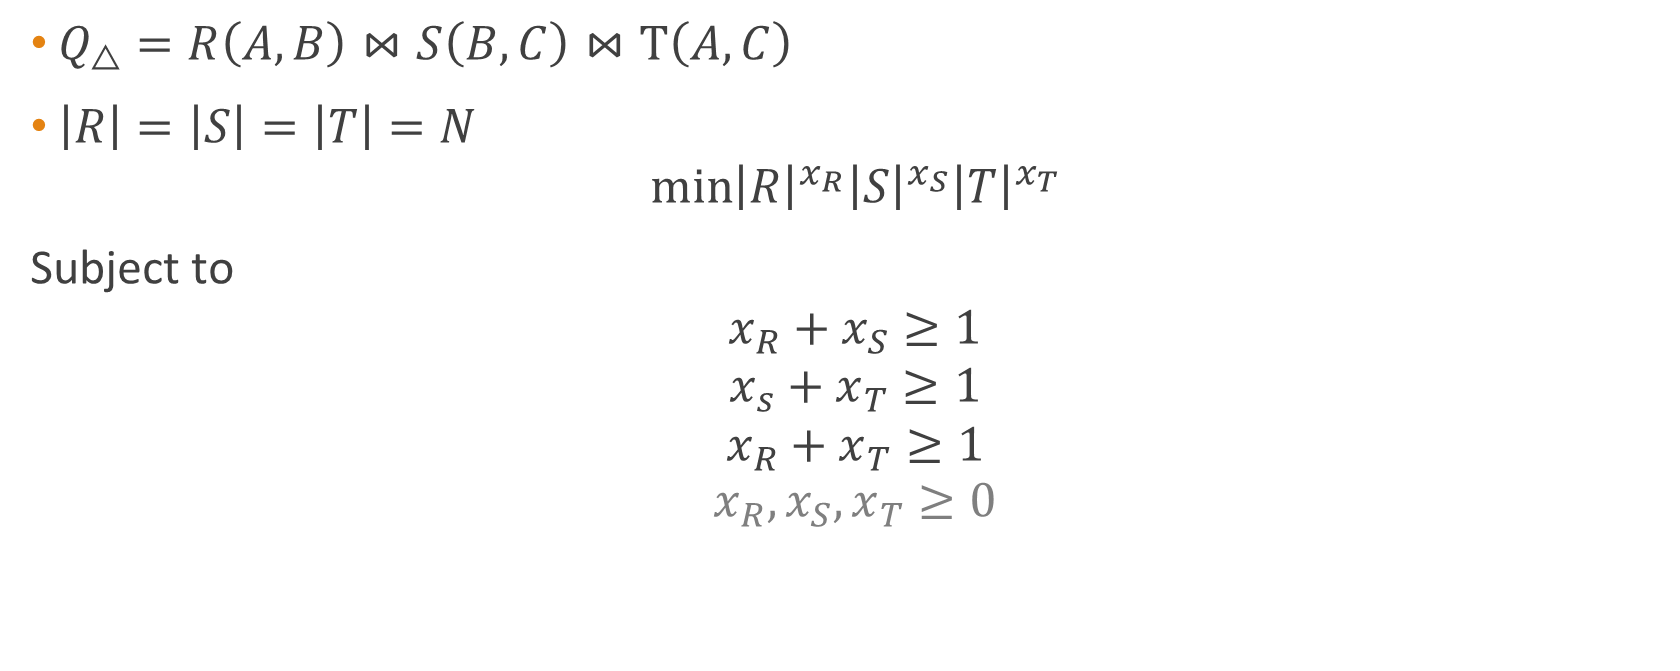 • Q△ = R(A, B) ⋈ S(B, C) ⋈ T(A, C)
• |R| = |S| = |T| = N
min|R|^{x_R}|S|^{x_S}|T|^{x_T}
Subject to
x_R + x_S ≥ 1
x_s + x_T ≥ 1
x_R + x_T ≥ 1
x_R, x_S, x_T ≥ 0